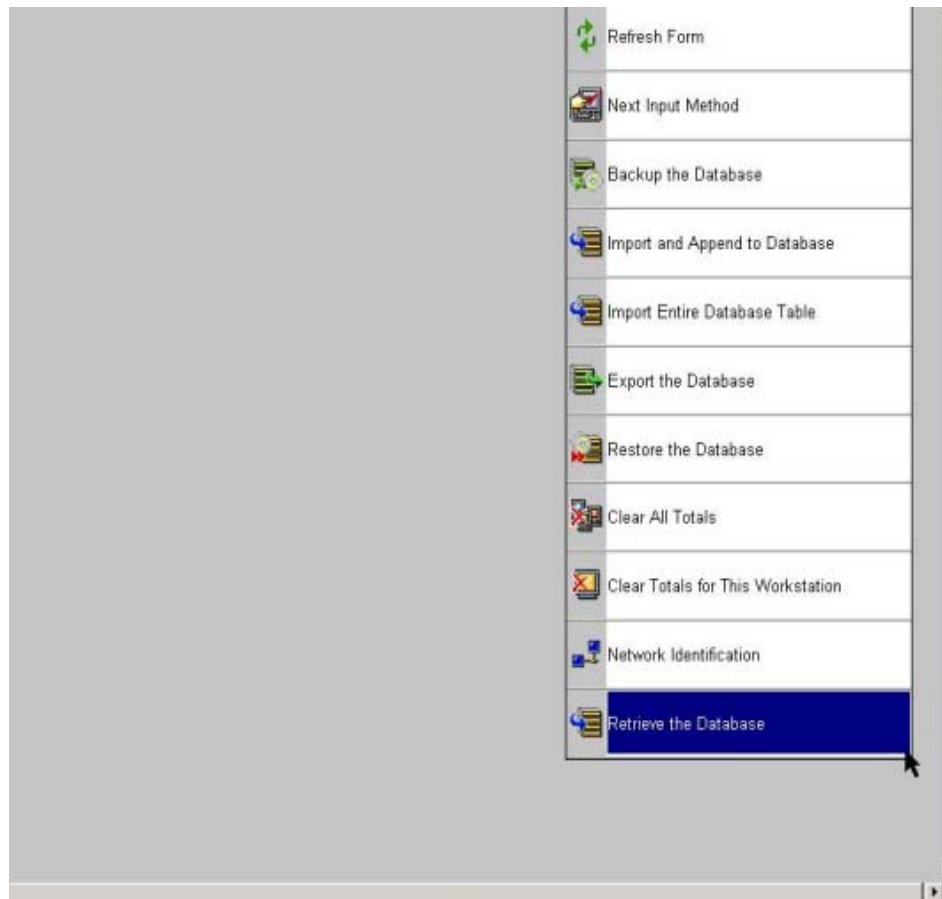 Refresh Form
Next Input Method
Backup the Database
Import and Append to Database
Import Entire Database Table
Export the Database
Restore the Database
Clear All Totals
Clear Totals for This Workstation
Network Identification
Retrieve the Database